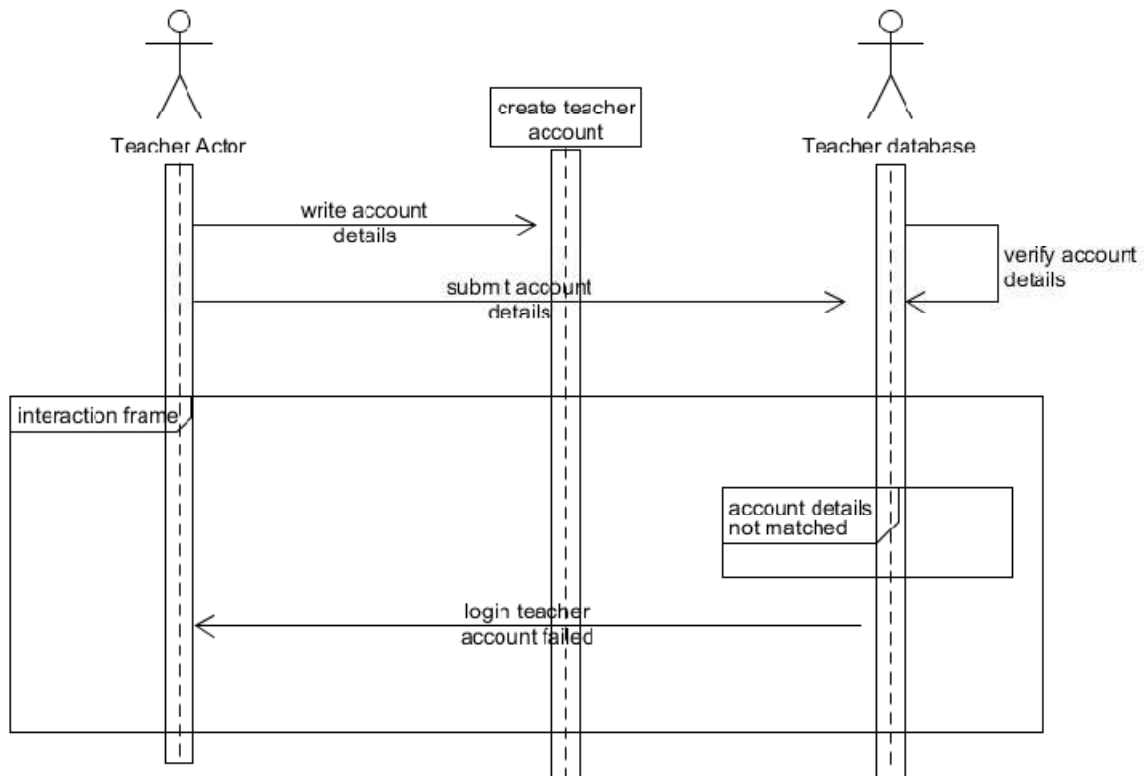 create teacher
account
Teacher Actor
Teacher database
write account
details
verify account
details
submit account
details
interaction frame
account details
not matched
login teacher
account failed